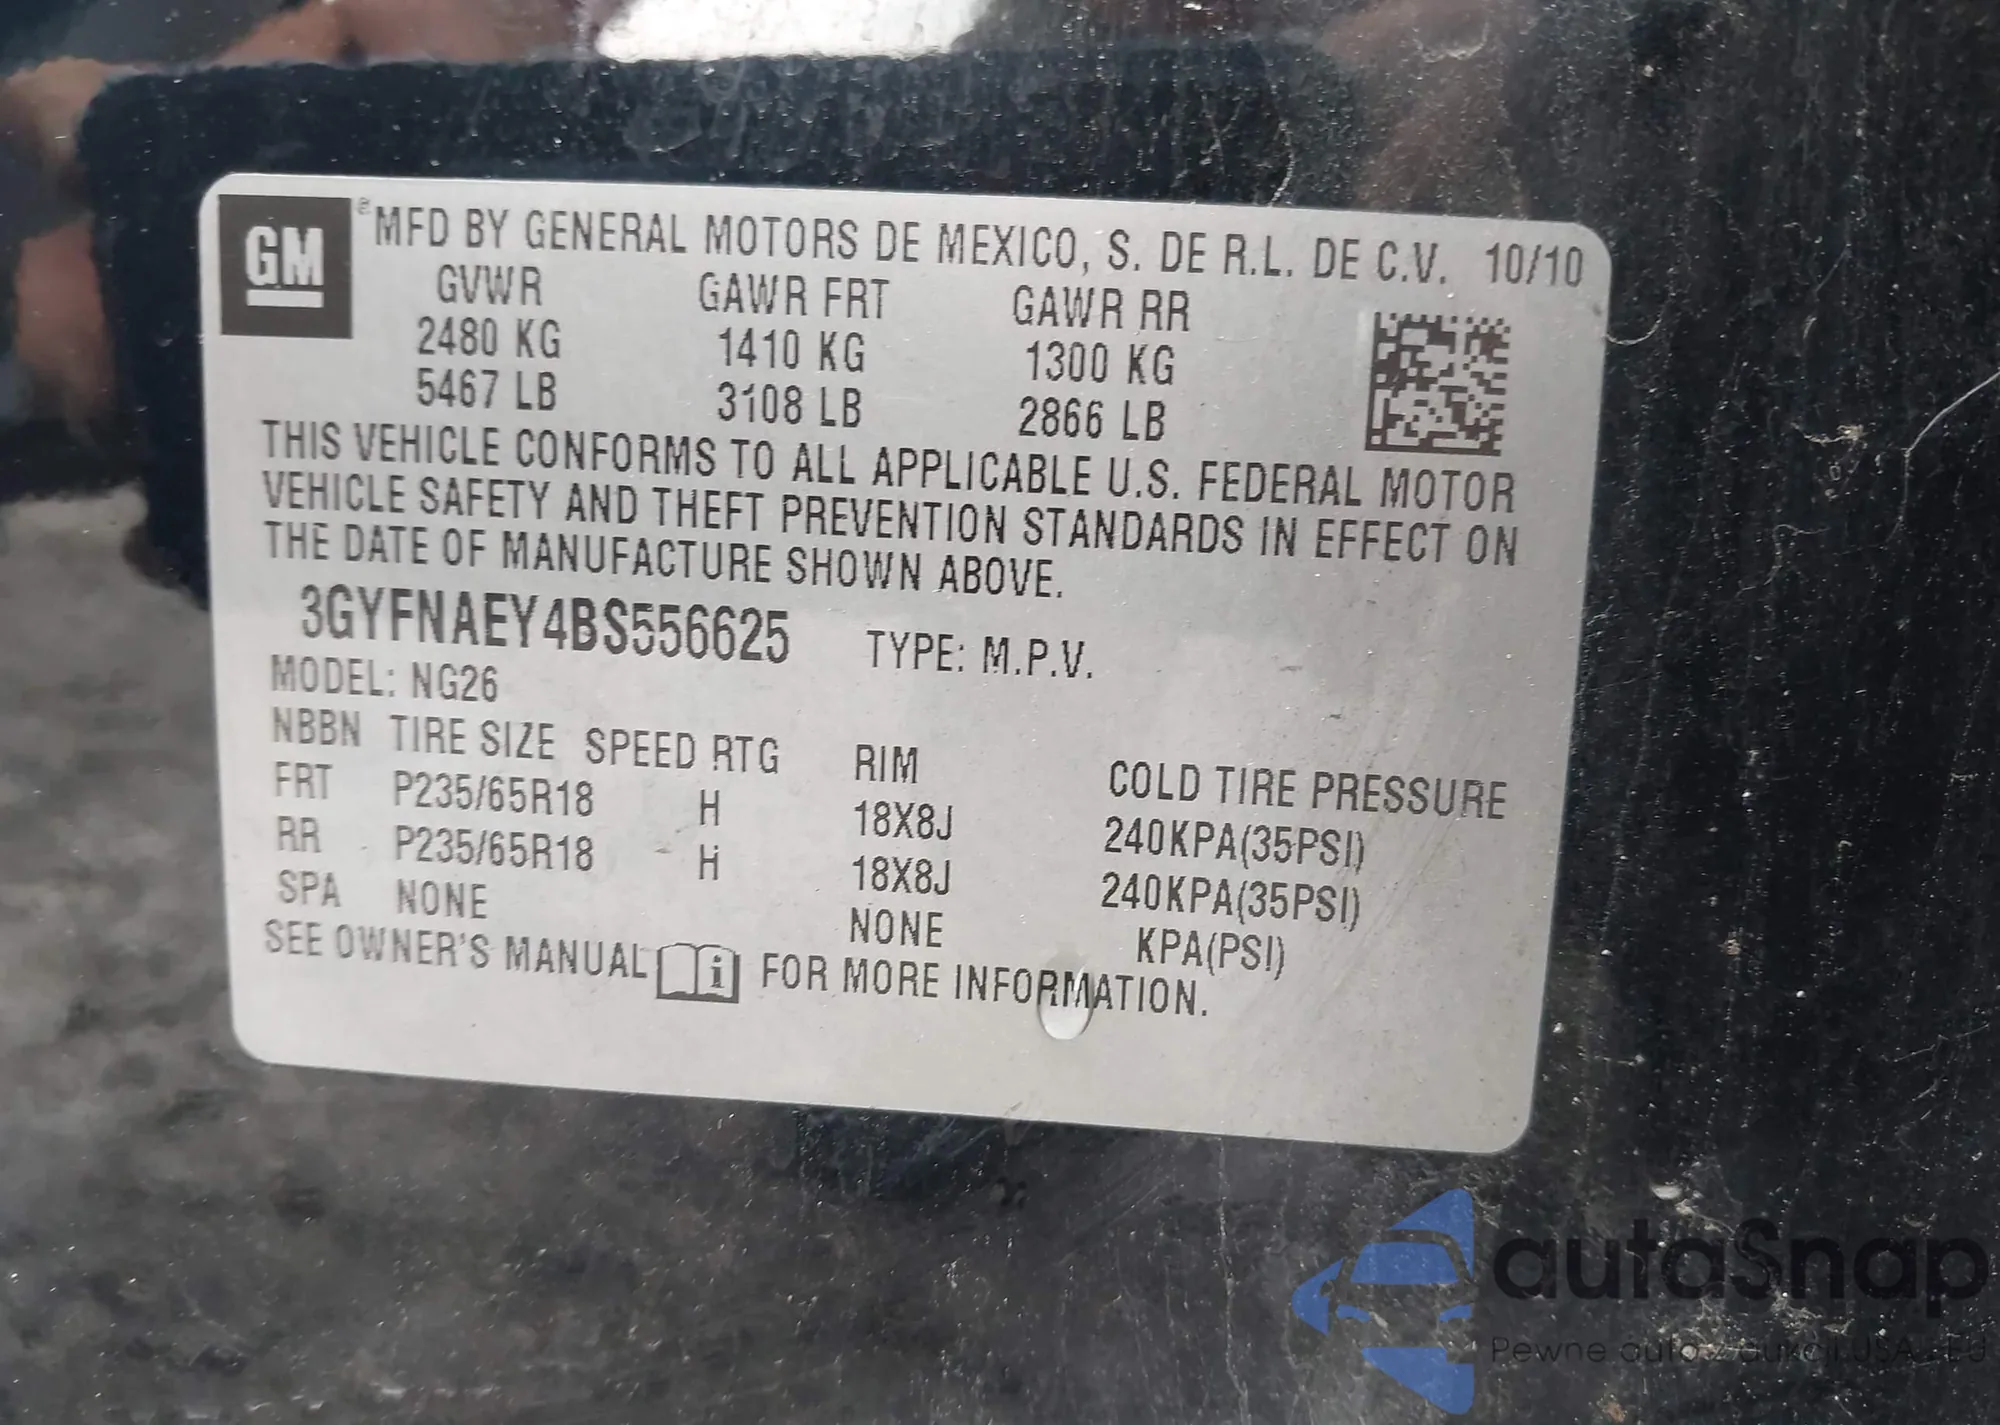 GM
MFD BY GENERAL MOTORS DE MEXICO, S. DE R.L. DE C.V. 10/10
GVWR GAWR FRT GAWR RR
2480 KG 1410 KG 1300 KG
5467 LB 3108 LB 2866 LB
THIS VEHICLE CONFORMS TO ALL APPLICABLE U.S. FEDERAL MOTOR
VEHICLE SAFETY AND THEFT PREVENTION STANDARDS IN EFFECT ON
THE DATE OF MANUFACTURE SHOWN ABOVE.
3GYFNAEY4BS556625 TYPE: M.P.V.
MODEL: NG26
NBBN TIRE SIZE SPEED RTG RIM COLD TIRE PRESSURE
FRT P235/65R18 H 18X8J 240KPA(35PSI)
RR P235/65R18 H 18X8J 240KPA(35PSI)
SPA NONE NONE KPA(PSI)
SEE OWNER'S MANUAL i FOR MORE INFORMATION.
autaSnap
Pewne auta z aukcji USA